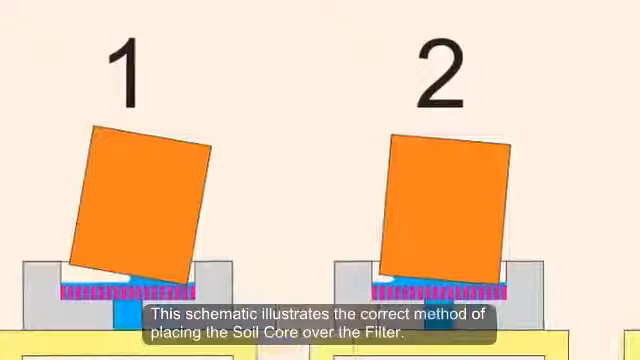 1
2
This schematic illustrates the correct method of
placing the Soil Core over the Filter.